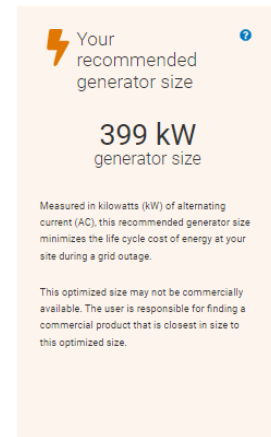 Your
recommended
generator size
?
399 kW
generator size
Measured in kilowatts (kW) of alternating
current (AC), this recommended generator size
minimizes the life cycle cost of energy at your
site during a grid outage.
This optimized size may not be commercially
available. The user is responsible for finding a
commercial product that is closest in size to
this optimized size.